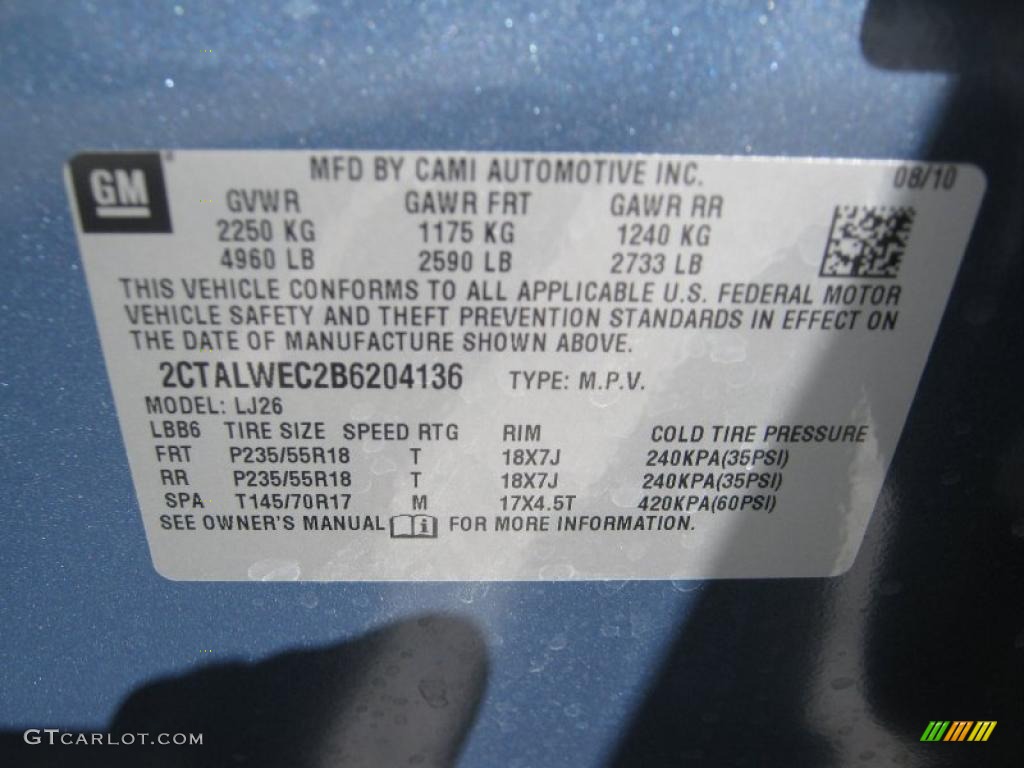 GM
MFD BY CAMI AUTOMOTIVE INC. 08/10
GVWR GAWR FRT GAWR RR
2250 KG 1175 KG 1240 KG
4960 LB 2590 LB 2733 LB
THIS VEHICLE CONFORMS TO ALL APPLICABLE U.S. FEDERAL MOTOR
VEHICLE SAFETY AND THEFT PREVENTION STANDARDS IN EFFECT ON
THE DATE OF MANUFACTURE SHOWN ABOVE.
2CTALWEC2B6204136 TYPE: M.P.V.
MODEL: LJ26
LBB6 TIRE SIZE SPEED RTG RIM COLD TIRE PRESSURE
FRT P235/55R18 T 18X7J 240KPA(35PSI)
RR P235/55R18 T 18X7J 240KPA(35PSI)
SPA T145/70R17 M 17X4.5T 420KPA(60PSI)
SEE OWNER'S MANUAL FOR MORE INFORMATION.
GTCARLOT.COM